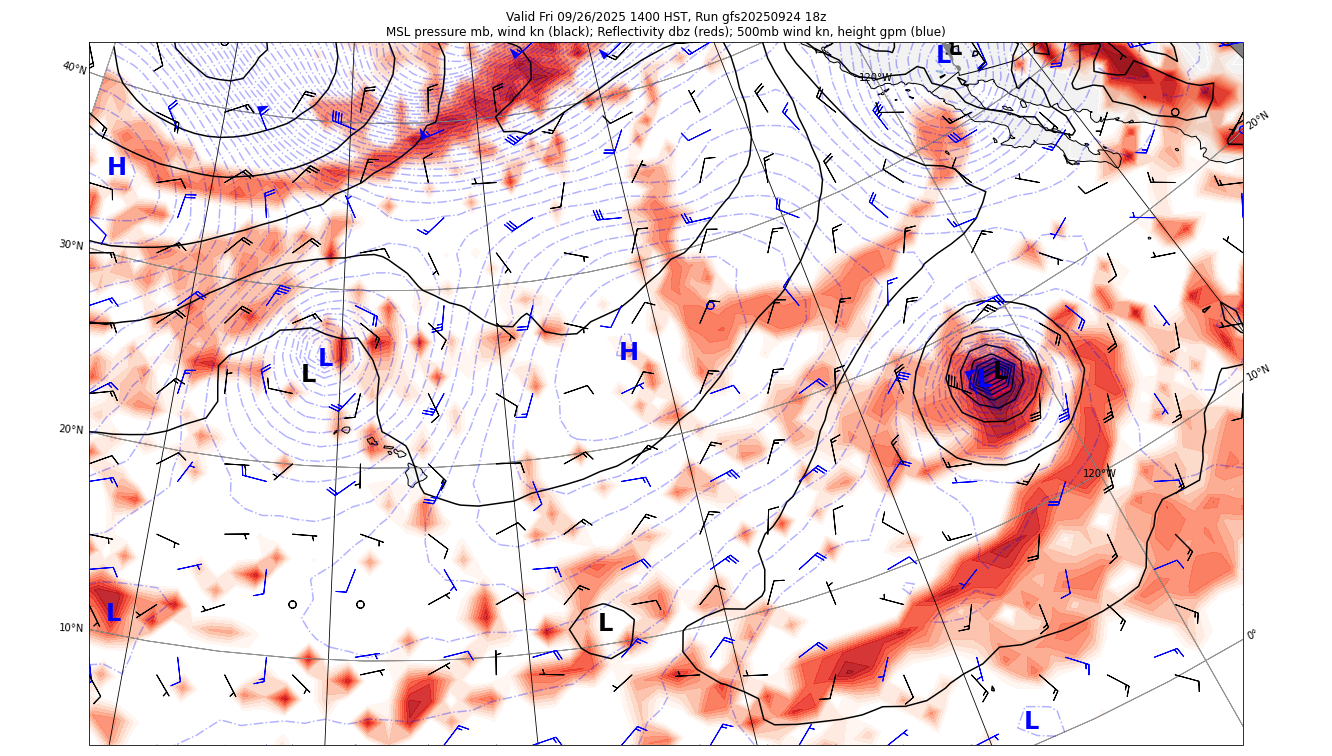 Valid Fri 09/26/2025 1400 HST, Run gfs20250924 18z
MSL pressure mb, wind kn (black); Reflectivity dbz (reds); 500mb wind kn, height gpm (blue)
L L
40°N
120°W
20°N
H
30°N
H
L
L
L
L
10°N
20°N
120°W
L
L
10°N
0°
L